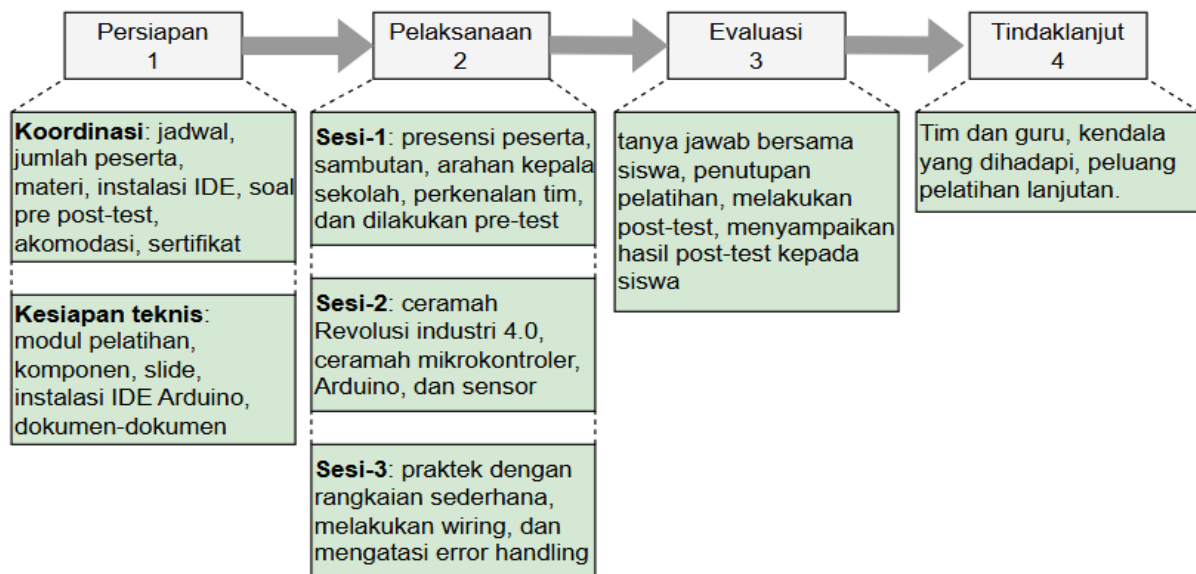 Persiapan
1
Pelaksanaan
2
Evaluasi
3
Tindaklanjut
4
Koordinasi: jadwal,
jumlah peserta,
materi, instalasi IDE, soal
pre post-test,
akomodasi, sertifikat
Kesiapan teknis:
modul pelatihan,
komponen, slide,
instalasi IDE Arduino,
dokumen-dokumen
Sesi-1: presensi peserta,
sambutan, arahan kepala
sekolah, perkenalan tim,
dan dilakukan pre-test
Sesi-2: ceramah
Revolusi industri 4.0,
ceramah mikrokontroler,
Arduino, dan sensor
Sesi-3: praktek dengan
rangkaian sederhana,
melakukan wiring, dan
mengatasi error handling
tanya jawab bersama
siswa, penutupan
pelatihan, melakukan
post-test, menyampaikan
hasil post-test kepada
siswa
Tim dan guru, kendala
yang dihadapi, peluang
pelatihan lanjutan.